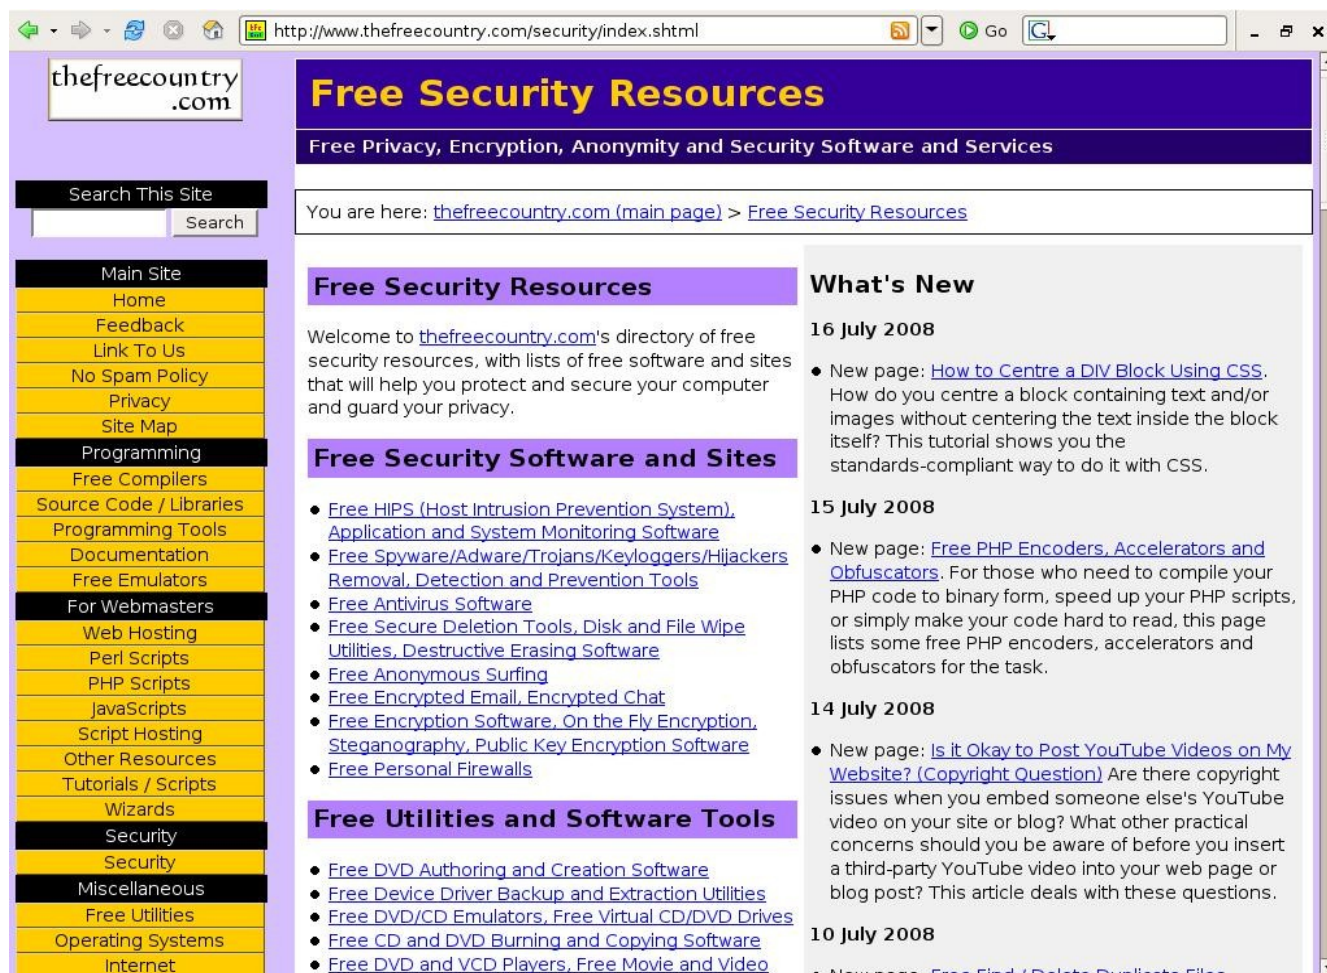 http://www.thefreecountry.com/security/index.shtml
Go
G
thefreecountry
.com
Search This Site
Search
Main Site
Home
Feedback
Link To Us
No Spam Policy
Privacy
Site Map
Programming
Free Compilers
Source Code / Libraries
Programming Tools
Documentation
Free Emulators
For Webmasters
Web Hosting
Perl Scripts
PHP Scripts
JavaScripts
Script Hosting
Other Resources
Tutorials / Scripts
Wizards
Security
Security
Miscellaneous
Free Utilities
Operating Systems
Internet
Free Security Resources
Free Privacy, Encryption, Anonymity and Security Software and Services
You are here: thefreecountry.com (main page) > Free Security Resources
Free Security Resources
Welcome to thefreecountry.com's directory of free
security resources, with lists of free software and sites
that will help you protect and secure your computer
and guard your privacy.
Free Security Software and Sites
Free HIPS (Host Intrusion Prevention System),
Application and System Monitoring Software
Free Spyware/Adware/Trojans/Keyloggers/Hijackers
Removal, Detection and Prevention Tools
Free Antivirus Software
Free Secure Deletion Tools, Disk and File Wipe
Utilities, Destructive Erasing Software
Free Anonymous Surfing
Free Encrypted Email, Encrypted Chat
Free Encryption Software, On the Fly Encryption,
Steganography, Public Key Encryption Software
Free Personal Firewalls
Free Utilities and Software Tools
Free DVD Authoring and Creation Software
Free Device Driver Backup and Extraction Utilities
Free DVD/CD Emulators, Free Virtual CD/DVD Drives
Free CD and DVD Burning and Copying Software
Free DVD and VCD Players, Free Movie and Video
What's New
16 July 2008
New page: How to Centre a DIV Block Using CSS.
How do you centre a block containing text and/or
images without centering the text inside the block
itself? This tutorial shows you the
standards-compliant way to do it with CSS.
15 July 2008
New page: Free PHP Encoders, Accelerators and
Obfuscators. For those who need to compile your
PHP code to binary form, speed up your PHP scripts,
or simply make your code hard to read, this page
lists some free PHP encoders, accelerators and
obfuscators for the task.
14 July 2008
New page: Is it Okay to Post YouTube Videos on My
Website? (Copyright Question) Are there copyright
issues when you embed someone else's YouTube
video on your site or blog? What other practical
concerns should you be aware of before you insert
a third-party YouTube video into your web page or
blog post? This article deals with these questions.
10 July 2008
New page: Free Find / Delete Duplicate Files